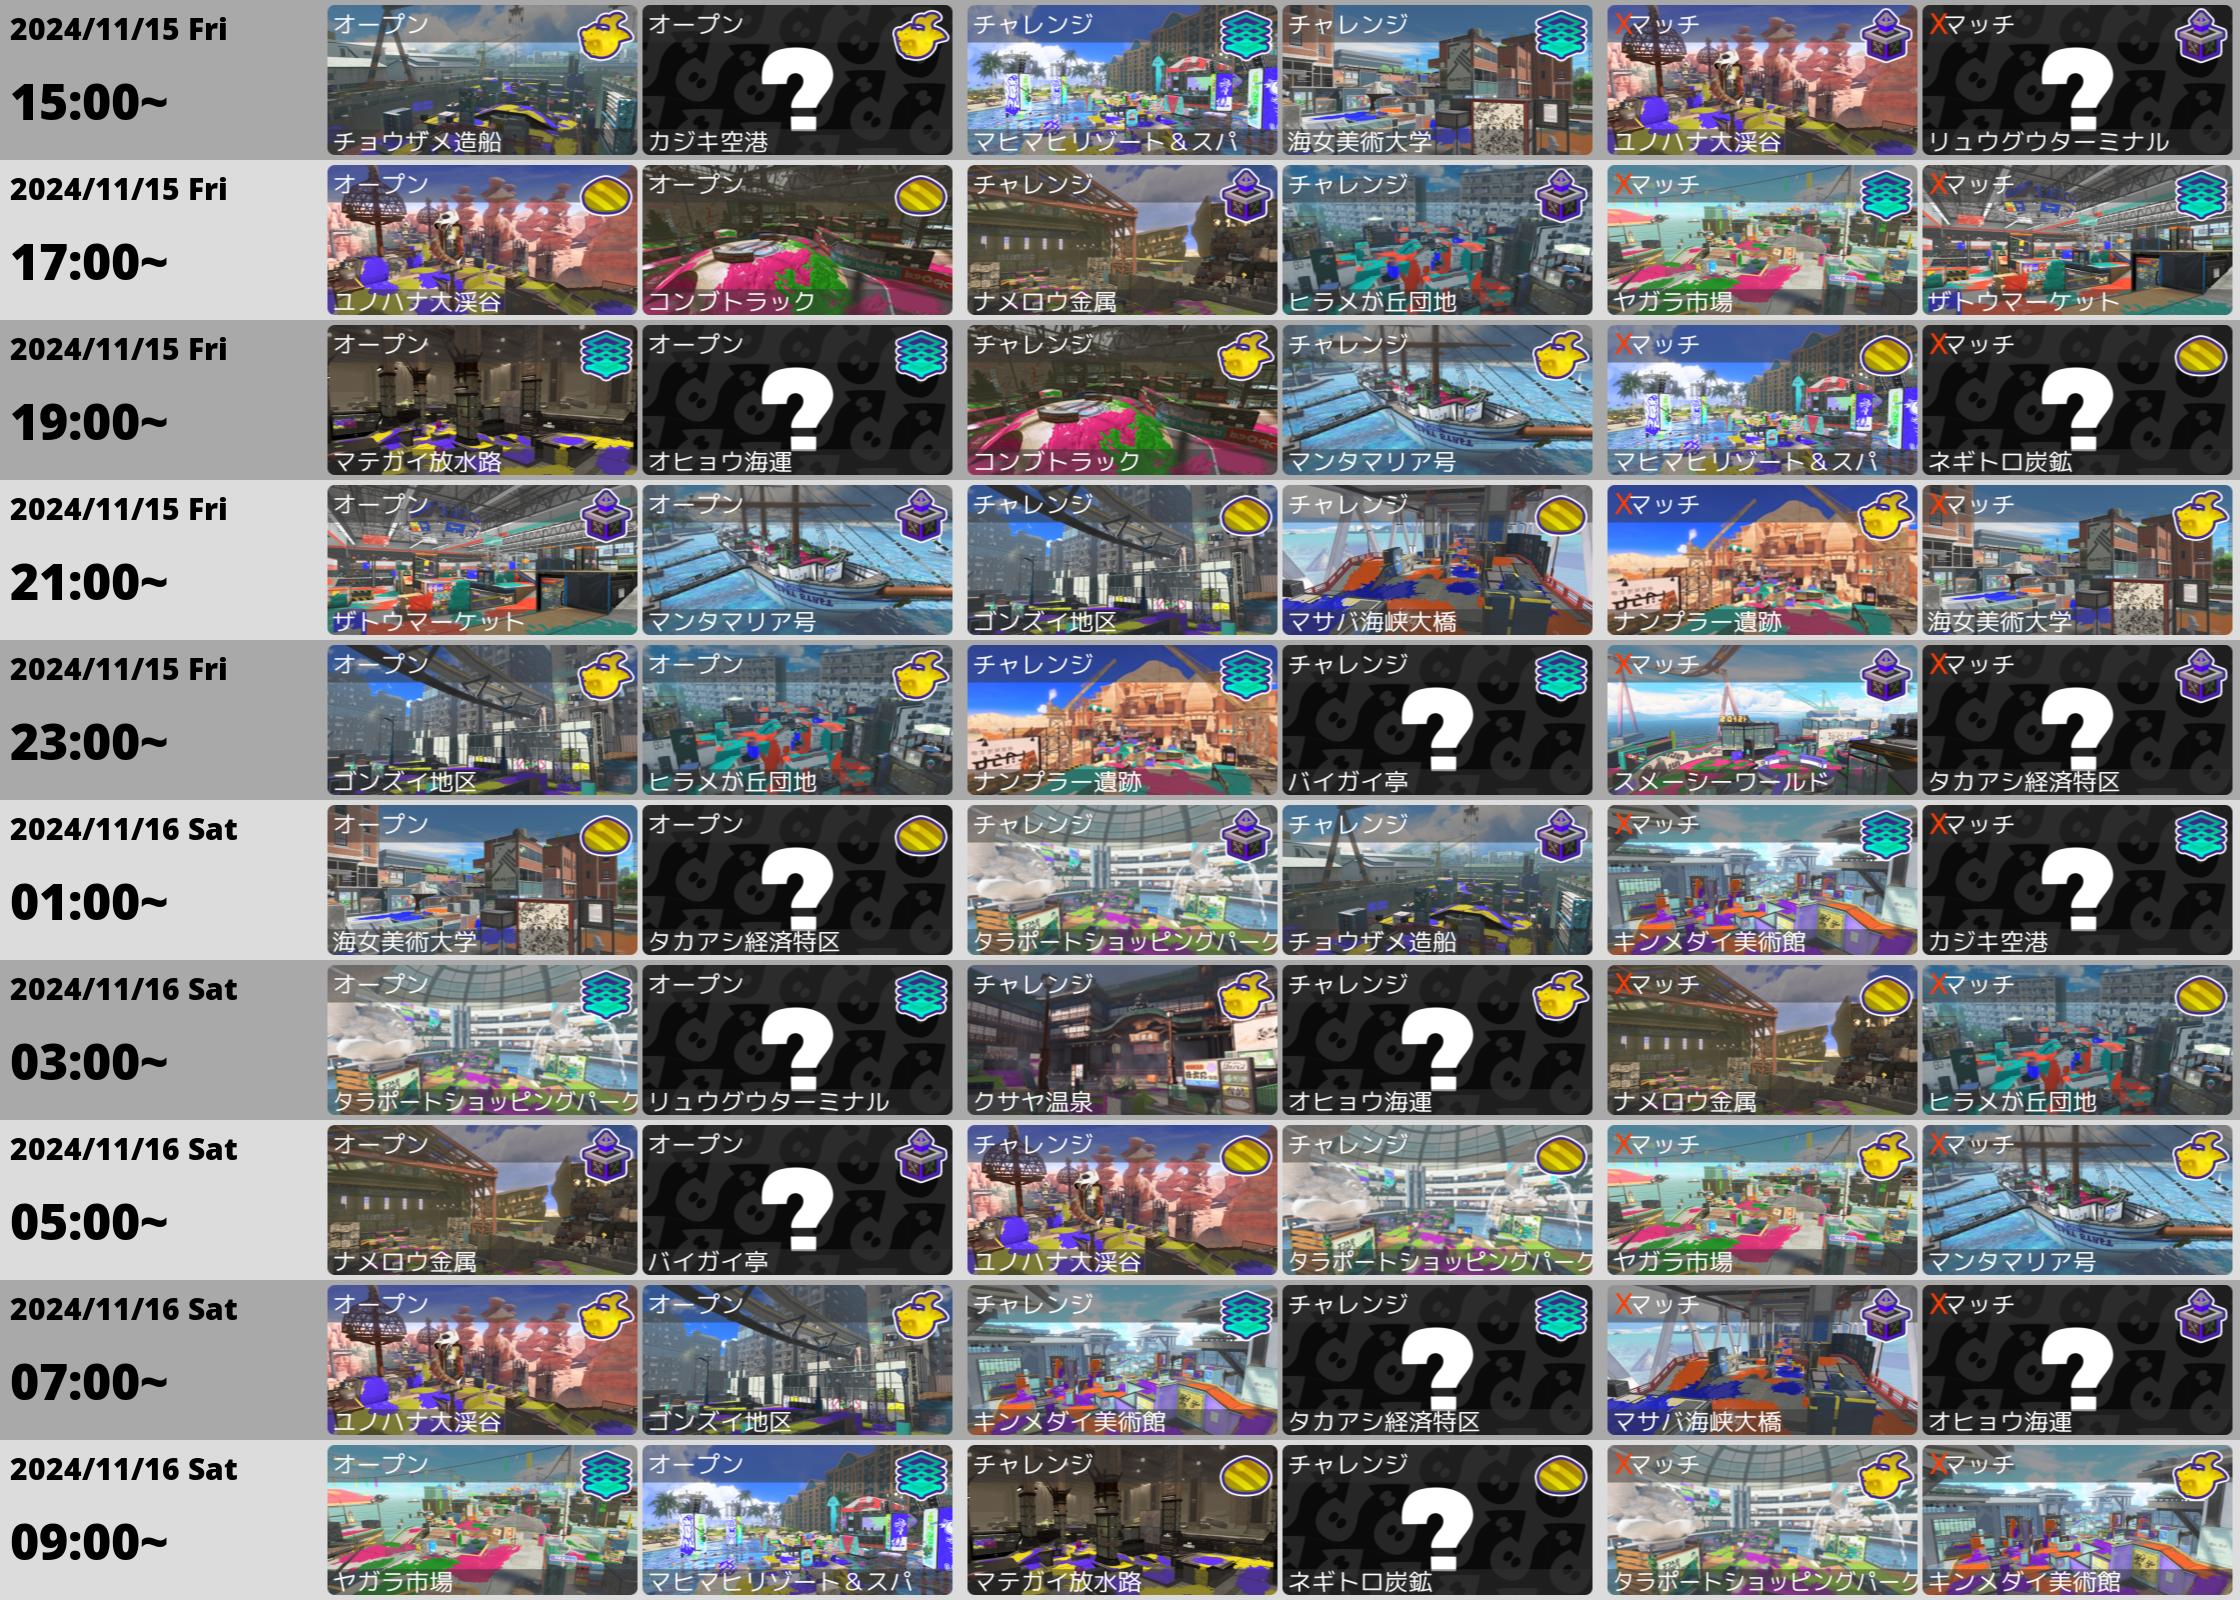 2024/11/15 Fri
15:00~
オープン
チョウザメ造船
オープン
カジキ空港
チャレンジ
マヒマヒリゾート＆スパ
チャレンジ
海女美術大学
Xマッチ
ユノハナ大渓谷
Xマッチ
リュウグウターミナル
2024/11/15 Fri
17:00~
オープン
ユノハナ大渓谷
オープン
コンブトラック
チャレンジ
ナメロウ金属
チャレンジ
ヒラメが丘団地
Xマッチ
ヤガラ市場
Xマッチ
ザトウマーケット
2024/11/15 Fri
19:00~
オープン
マテガイ放水路
オープン
オヒョウ海運
チャレンジ
コンブトラック
チャレンジ
マンタマリア号
Xマッチ
マヒマヒリゾート＆スパ
Xマッチ
ネギトロ炭鉱
2024/11/15 Fri
21:00~
オープン
ザトウマーケット
オープン
マンタマリア号
チャレンジ
ゴンズイ地区
チャレンジ
マサバ海峡大橋
Xマッチ
ナンプラー遺跡
Xマッチ
海女美術大学
2024/11/15 Fri
23:00~
オープン
ゴンズイ地区
オープン
ヒラメが丘団地
チャレンジ
ナンプラー遺跡
チャレンジ
バイガイ亭
Xマッチ
スメーシーワールド
Xマッチ
タカアシ経済特区
2024/11/16 Sat
01:00~
オープン
海女美術大学
オープン
タカアシ経済特区
チャレンジ
タラポートショッピングパーク
チャレンジ
チョウザメ造船
Xマッチ
キンメダイ美術館
Xマッチ
カジキ空港
2024/11/16 Sat
03:00~
オープン
タラポートショッピングパーク
オープン
リュウグウターミナル
チャレンジ
クサヤ温泉
チャレンジ
オヒョウ海運
Xマッチ
ナメロウ金属
Xマッチ
ヒラメが丘団地
2024/11/16 Sat
05:00~
オープン
ナメロウ金属
オープン
バイガイ亭
チャレンジ
ユノハナ大渓谷
チャレンジ
タラポートショッピングパーク
Xマッチ
ヤガラ市場
Xマッチ
マンタマリア号
2024/11/16 Sat
07:00~
オープン
ユノハナ大渓谷
オープン
ゴンズイ地区
チャレンジ
キンメダイ美術館
チャレンジ
タカアシ経済特区
Xマッチ
マサバ海峡大橋
Xマッチ
オヒョウ海運
2024/11/16 Sat
09:00~
オープン
ヤガラ市場
オープン
マヒマヒリゾート＆スパ
チャレンジ
マテガイ放水路
チャレンジ
ネギトロ炭鉱
Xマッチ
タラポートショッピングパーク
Xマッチ
キンメダイ美術館